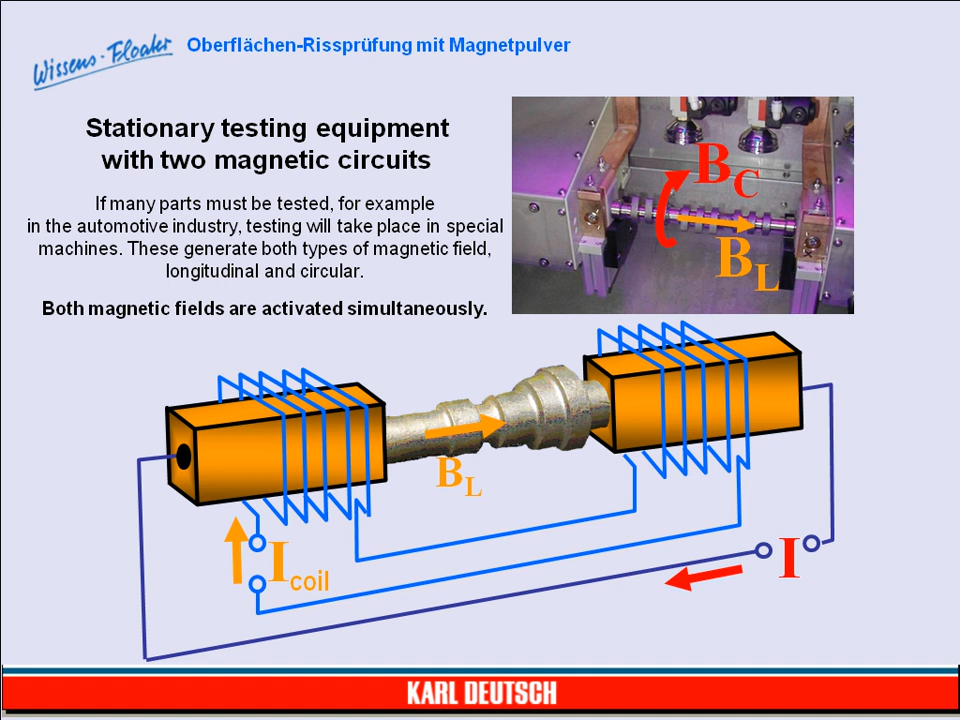 Wissens-Floater
Oberflächen-Rissprüfung mit Magnetpulver
Stationary testing equipment
with two magnetic circuits
If many parts must be tested, for example
in the automotive industry, testing will take place in special
machines. These generate both types of magnetic field,
longitudinal and circular.
Both magnetic fields are activated simultaneously.
BC
BL
BL
Icoil
I
KARL DEUTSCH